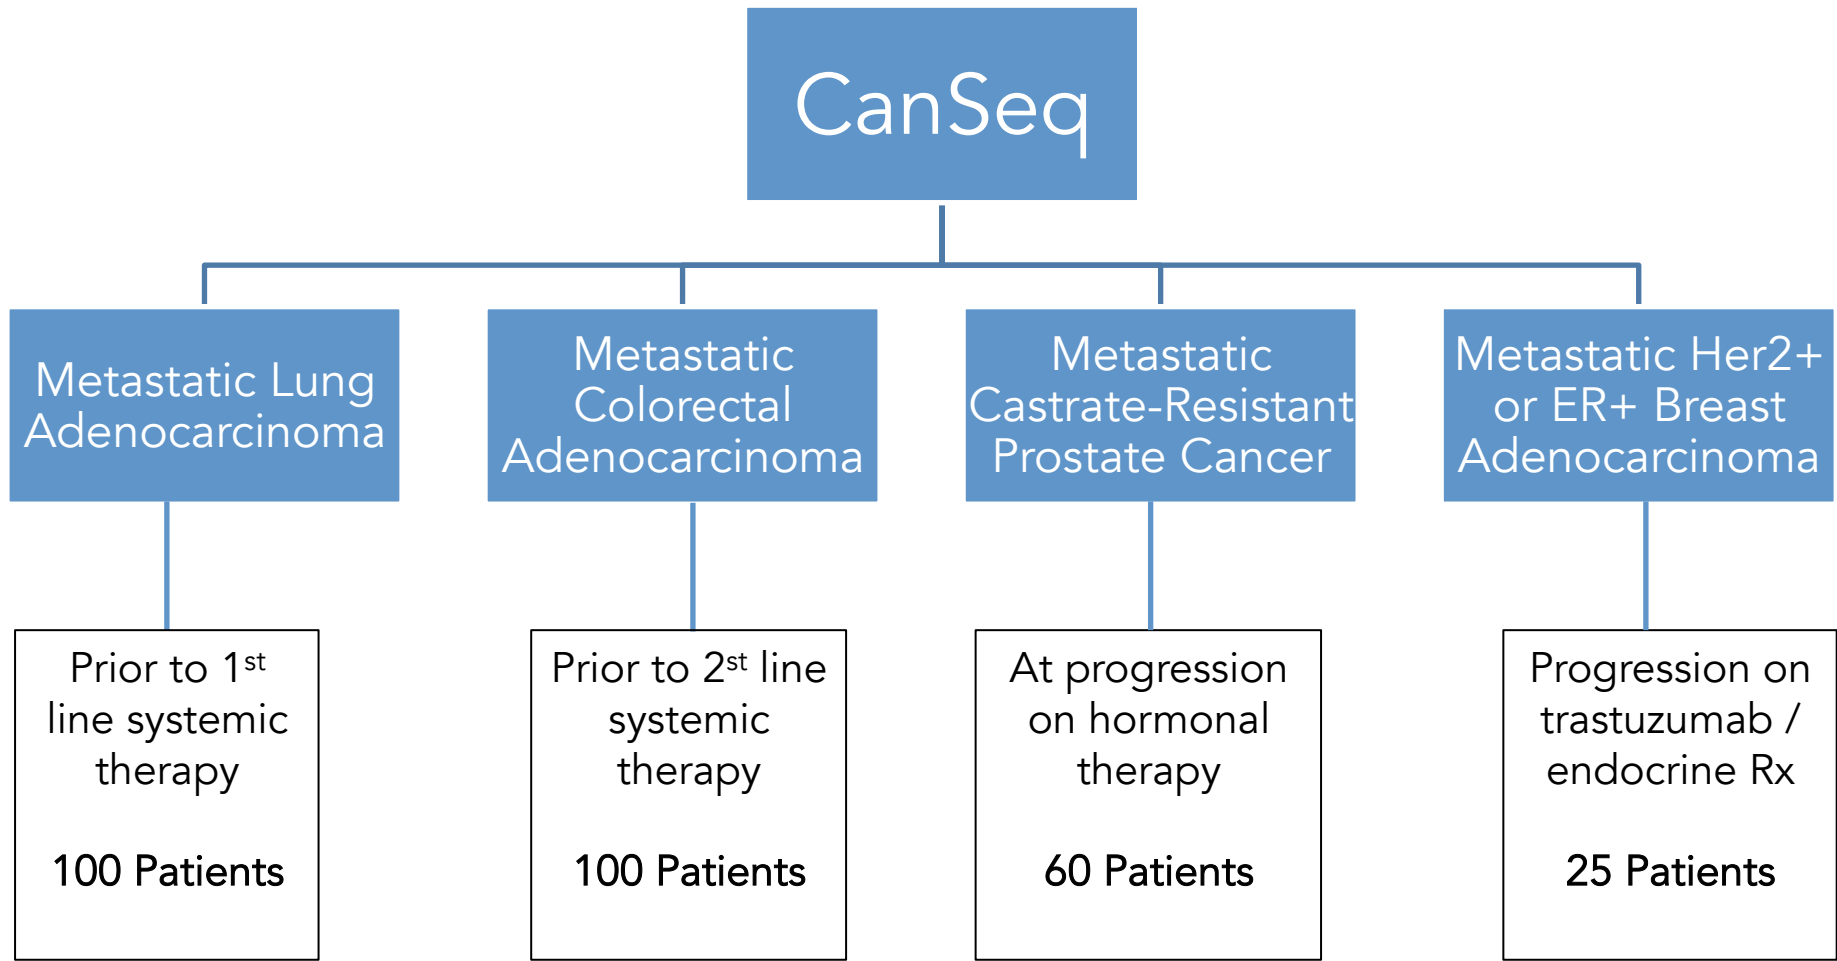 CanSeq
Metastatic Lung
Adenocarcinoma
Metastatic
Colorectal
Adenocarcinoma
Metastatic
Castrate-Resistant
Prostate Cancer
Metastatic Her2+
or ER+ Breast
Adenocarcinoma
Prior to 1st
line systemic
therapy
100 Patients
Prior to 2st line
systemic
therapy
100 Patients
At progression
on hormonal
therapy
60 Patients
Progression on
trastuzumab /
endocrine Rx
25 Patients